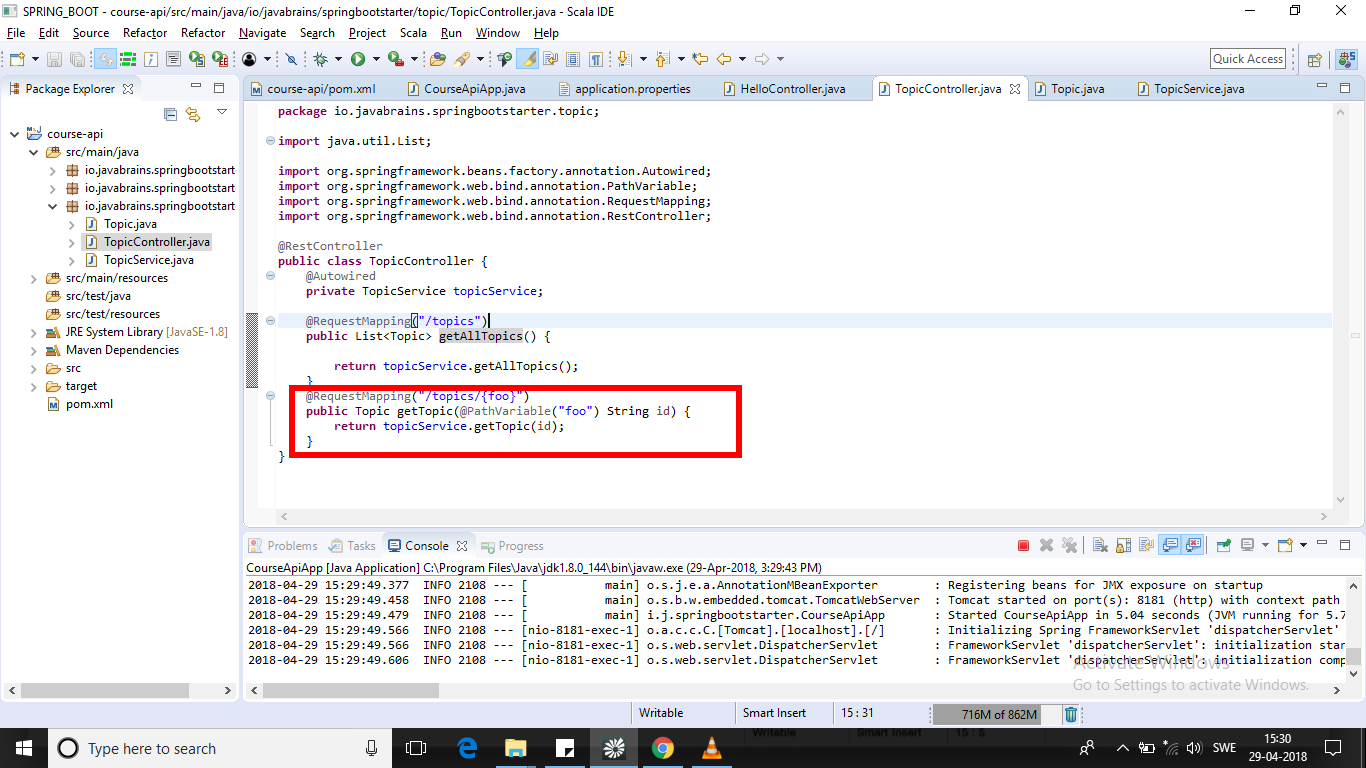 SPRING_BOOT - course-api/src/main/java/io/javabrains/springbootstarter/topic/TopicController.java - Scala IDE
File Edit Source Refactor Refactor Navigate Search Project Scala Run Window Help
Quick Access
Package Explorer
course-api
src/main/java
io.javabrains.springbootstart
io.javabrains.springbootstart
io.javabrains.springbootstart
Topic.java
TopicController.java
TopicService.java
src/main/resources
src/test/java
src/test/resources
JRE System Library [JavaSE-1.8]
Maven Dependencies
src
target
pom.xml
course-api/pom.xml CourseApiApp.java application.properties HelloController.java TopicController.java Topic.java TopicService.java
package io.javabrains.springbootstarter.topic;
import java.util.List;
import org.springframework.beans.factory.annotation.Autowired;
import org.springframework.web.bind.annotation.PathVariable;
import org.springframework.web.bind.annotation.RequestMapping;
import org.springframework.web.bind.annotation.RestController;
@RestController
public class TopicController {
@Autowired
private TopicService topicService;
@RequestMapping("/topics")
public List<Topic> getAllTopics() {
return topicService.getAllTopics();
}
@RequestMapping("/topics/{foo}")
public Topic getTopic(@PathVariable("foo") String id) {
return topicService.getTopic(id);
}
}
Problems Tasks Console Progress
CourseApiApp [Java Application] C:\Program Files\Java\jdk1.8.0_144\bin\javaw.exe (29-Apr-2018, 3:29:43 PM)
2018-04-29 15:29:49.377 INFO 2108 --- [ main] o.s.j.e.a.AnnotationMBeanExporter : Registering beans for JMX exposure on startup
2018-04-29 15:29:49.458 INFO 2108 --- [ main] o.s.b.w.embedded.tomcat.TomcatWebServer : Tomcat started on port(s): 8181 (http) with context path
2018-04-29 15:29:49.479 INFO 2108 --- [ main] i.j.springbootstarter.CourseApiApp : Started CourseApiApp in 5.04 seconds (JVM running for 5.7
2018-04-29 15:29:49.566 INFO 2108 --- [nio-8181-exec-1] o.a.c.c.C.[Tomcat].[localhost].[/] : Initializing Spring FrameworkServlet 'dispatcherServlet'
2018-04-29 15:29:49.566 INFO 2108 --- [nio-8181-exec-1] o.s.web.servlet.DispatcherServlet : FrameworkServlet 'dispatcherServlet': initialization star
2018-04-29 15:29:49.606 INFO 2108 --- [nio-8181-exec-1] o.s.web.servlet.DispatcherServlet : FrameworkServlet 'dispatcherServlet': initialization comp
Activate Windows
Go to Settings to activate Windows.
Writable Smart Insert 15 : 31 716M of 862M
Writable Smart Insert 15 : 5
Type here to search
SWE
15:30
29-04-2018